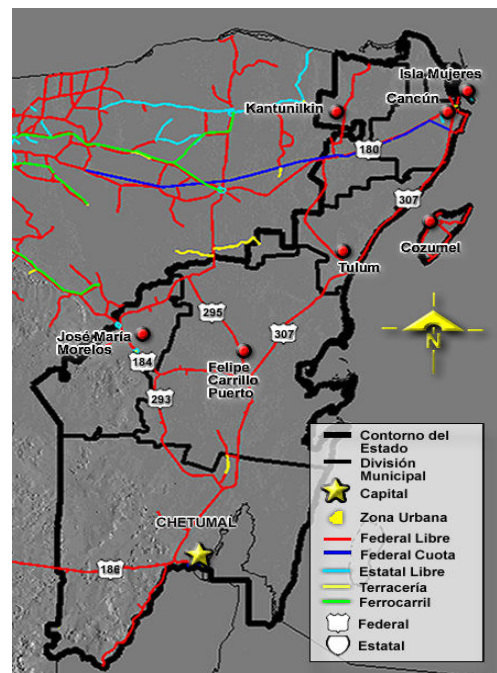 Isla Mujeres
Kantunilkin
Cancún
180
307
Cozumel
Tulum
295
307
José María
Morelos
184
Felipe
Carrillo
Puerto
293
N
CHETUMAL
186
Contorno del
Estado
División
Municipal
Capital
Zona Urbana
Federal Libre
Federal Cuota
Estatal Libre
Terracería
Ferrocarril
Federal
Estatal